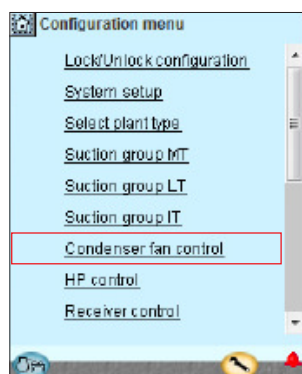 Configuration menu
Lock/Unlock configuration
System setup
Select plant type
Suction group MT
Suction group LT
Suction group IT
Condenser fan control
HP control
Receiver control